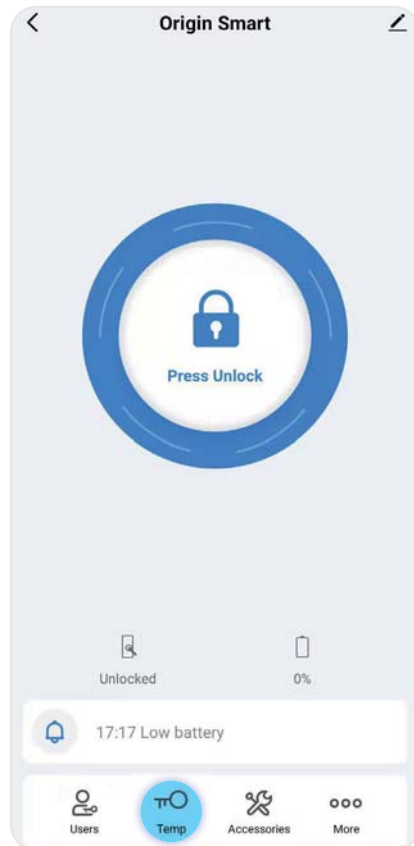 Origin Smart
Press Unlock
Unlocked 0%
17:17 Low battery
Users Temp Accessories More